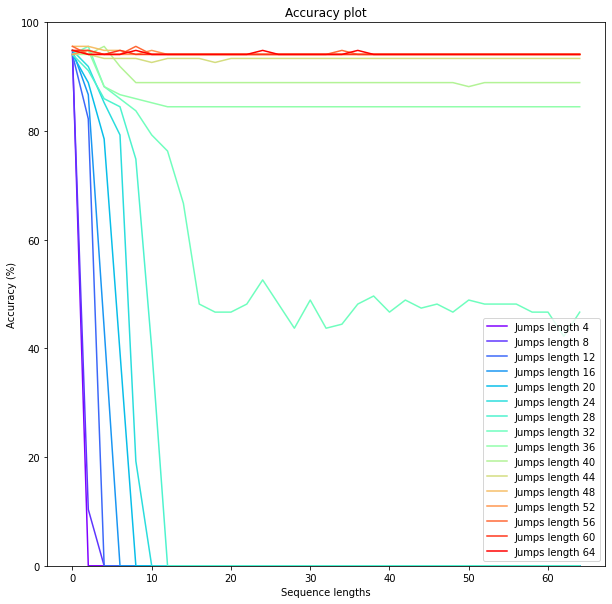 Accuracy plot
100
80
60
40
20
0
Accuracy (%)
0
10
20
30
40
50
60
Sequence lengths
Jumps length 4
Jumps length 8
Jumps length 12
Jumps length 16
Jumps length 20
Jumps length 24
Jumps length 28
Jumps length 32
Jumps length 36
Jumps length 40
Jumps length 44
Jumps length 48
Jumps length 52
Jumps length 56
Jumps length 60
Jumps length 64